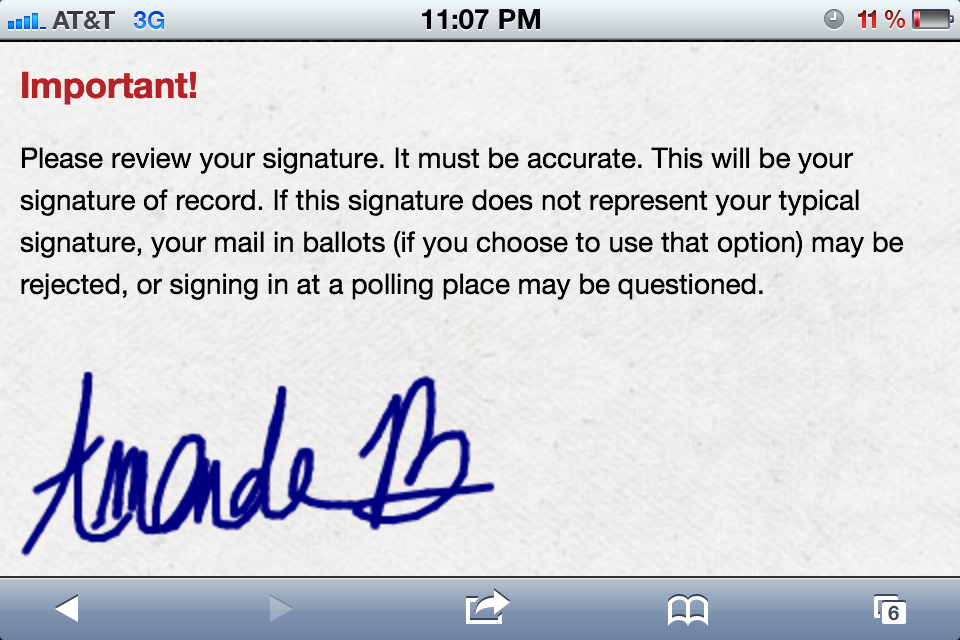 AT&T 3G 11:07 PM 11 %
Important!
Please review your signature. It must be accurate. This will be your
signature of record. If this signature does not represent your typical
signature, your mail in ballots (if you choose to use that option) may be
rejected, or signing in at a polling place may be questioned.
Amanda B
6